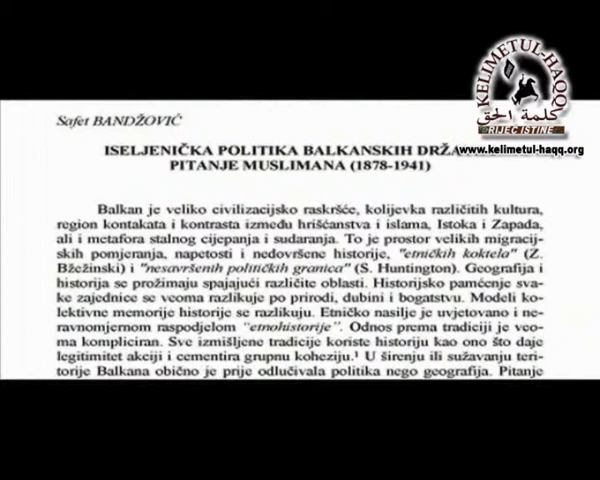 KELIMETUL-HAQQ
كلمة الحق
RIJEC ISTINE
www.kelimetul-haqq.org
Safet BANDŽOVIĆ
ISELJENIČKA POLITIKA BALKANSKIH
PITANJE MUSLIMANA (1878-1941)
Balkan je veliko civilizacijsko raskršće, kolijevka različitih kultura,
region kontakata i kontrasta između hrišćanstva i islama, Istoka i Zapada,
ali i metafora stalnog cijepanja i sudaranja. To je prostor velikih migracij-
skih pomjeranja, napetosti i nedovršene historije, "etničkih koktela" (Z.
Bžežinski) i "nesavršenih političkih granica" (S. Huntington). Geografija i
historija se prožimaju spajajući različite oblasti. Historijsko pamćenje sva-
ke zajednice se veoma razlikuje po prirodi, dubini i bogatstvu. Modeli ko-
lektivne memorije historije se razlikuju. Etničko nasilje je uvjetovano i ne-
ravnomjernom raspodjelom "etnohistorije". Odnos prema tradiciji je veo-
ma kompliciran. Sve izmišljene tradicije koriste historiju kao ono što daje
legitimitet akciji i cementira grupnu koheziju.¹ U širenju ili sužavanju teri-
torije Balkana obično je prije odlučivala politika nego geografija. Pitanje